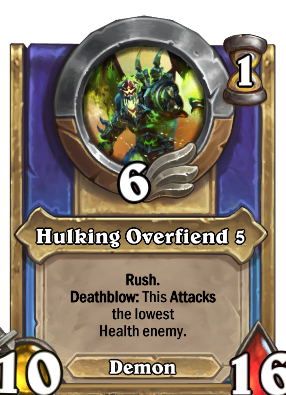 1
6
Hulking Overfiend 5
Rush.
Deathblow: This Attacks
the lowest
Health enemy.
10
Demon
16